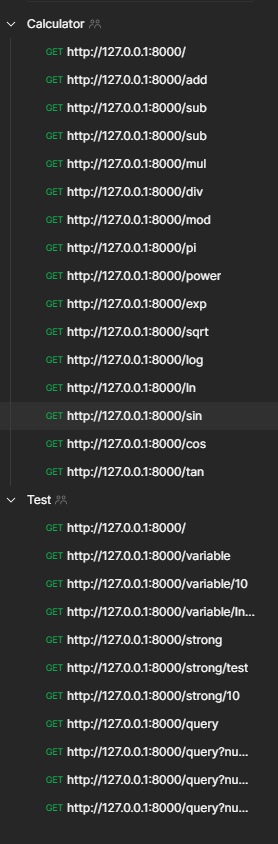 Calculator
GET http://127.0.0.1:8000/
GET http://127.0.0.1:8000/add
GET http://127.0.0.1:8000/sub
GET http://127.0.0.1:8000/sub
GET http://127.0.0.1:8000/mul
GET http://127.0.0.1:8000/div
GET http://127.0.0.1:8000/mod
GET http://127.0.0.1:8000/pi
GET http://127.0.0.1:8000/power
GET http://127.0.0.1:8000/exp
GET http://127.0.0.1:8000/sqrt
GET http://127.0.0.1:8000/log
GET http://127.0.0.1:8000/ln
GET http://127.0.0.1:8000/sin
GET http://127.0.0.1:8000/cos
GET http://127.0.0.1:8000/tan
Test
GET http://127.0.0.1:8000/
GET http://127.0.0.1:8000/variable
GET http://127.0.0.1:8000/variable/10
GET http://127.0.0.1:8000/variable/In...
GET http://127.0.0.1:8000/strong
GET http://127.0.0.1:8000/strong/test
GET http://127.0.0.1:8000/strong/10
GET http://127.0.0.1:8000/query
GET http://127.0.0.1:8000/query?nu...
GET http://127.0.0.1:8000/query?nu...
GET http://127.0.0.1:8000/query?nu...